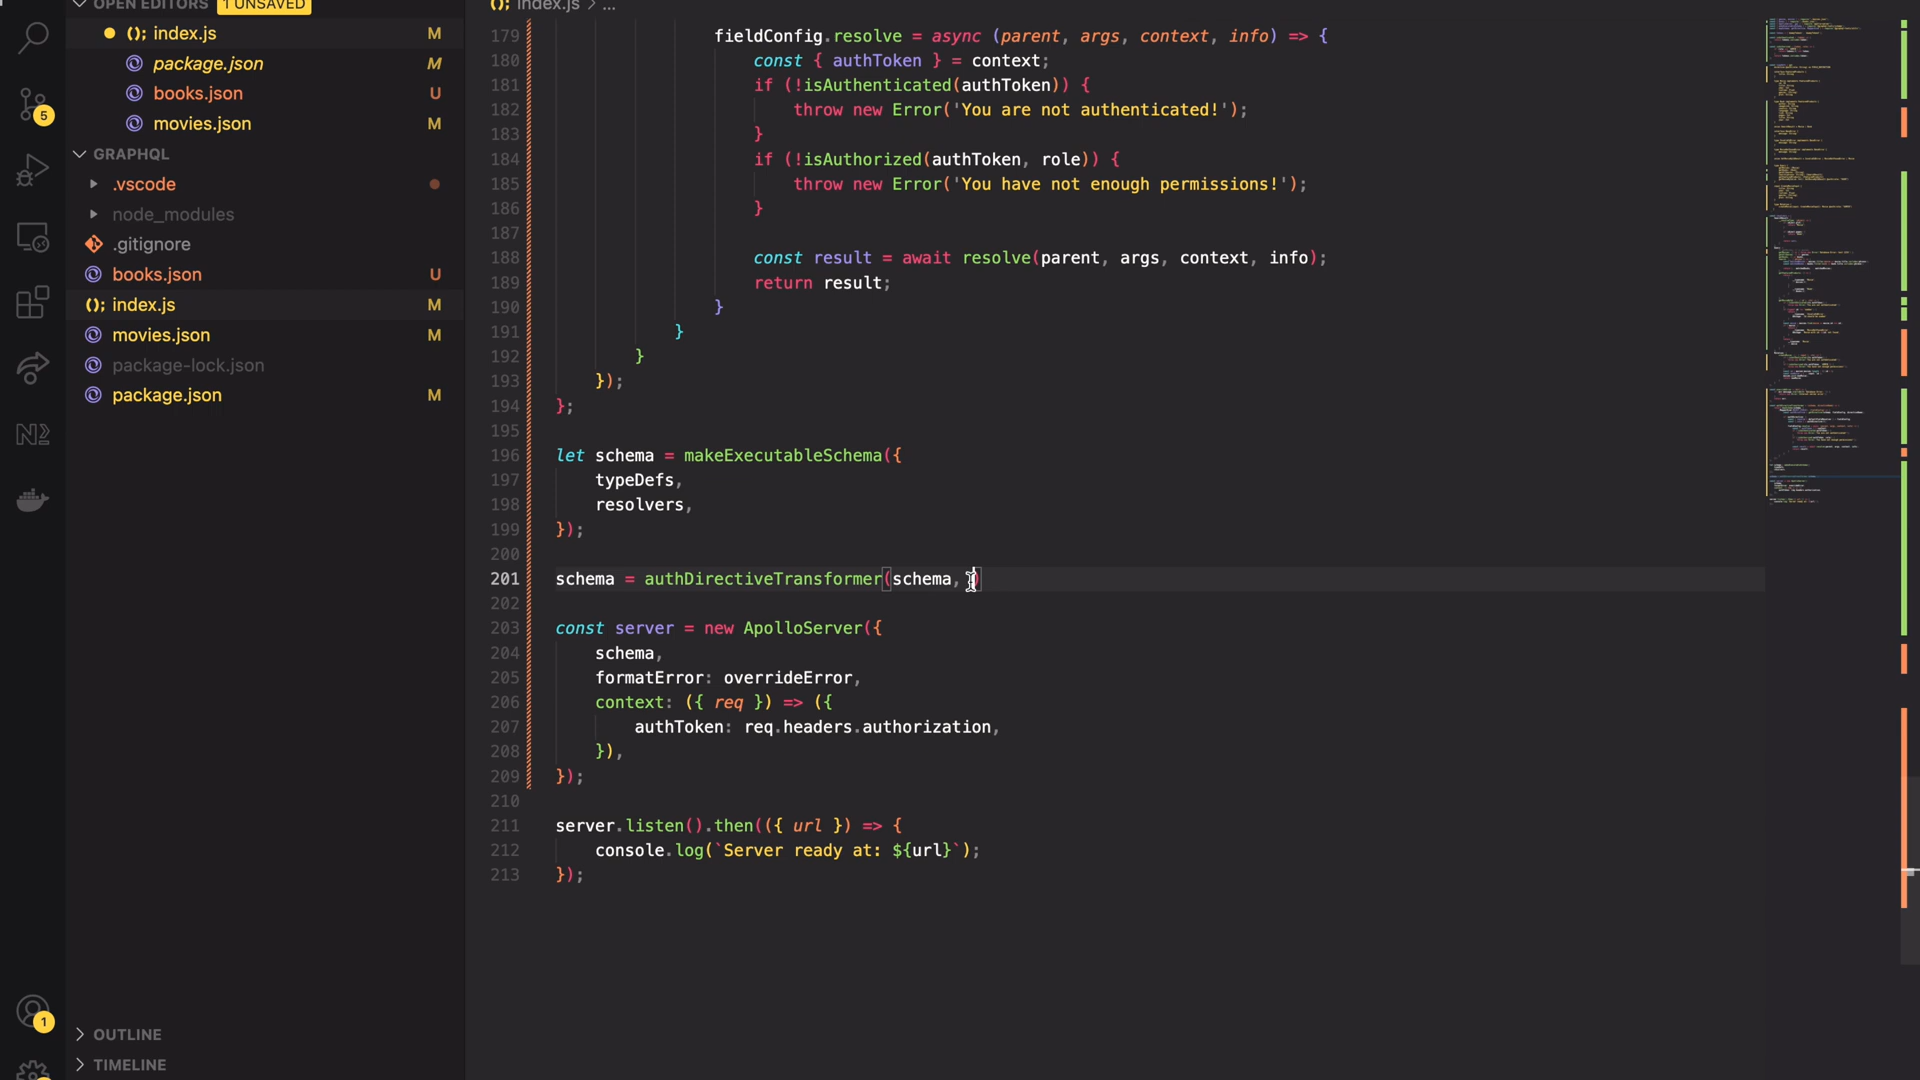 OPEN EDITORS
1 UNSAVED
index.js M
package.json M
books.json U
movies.json M
GRAPHQL
.vscode
node_modules
.gitignore
books.json U
index.js M
movies.json M
package-lock.json
package.json M
OUTLINE
TIMELINE
5
1
index.js > ...
179 fieldConfig.resolve = async (parent, args, context, info) => {
180 const { authToken } = context;
181 if (!isAuthenticated(authToken)) {
182 throw new Error('You are not authenticated!');
183 }
184 if (!isAuthorized(authToken, role)) {
185 throw new Error('You have not enough permissions!');
186 }
187
188 const result = await resolve(parent, args, context, info);
189 return result;
190 }
191 }
192 }
193 });
194 };
195
196 let schema = makeExecutableSchema({
197 typeDefs,
198 resolvers,
199 });
200
201 schema = authDirectiveTransformer(schema, )
202
203 const server = new ApolloServer({
204 schema,
205 formatError: overrideError,
206 context: ({ req }) => ({
207 authToken: req.headers.authorization,
208 }),
209 });
210
211 server.listen().then(({ url }) => {
212 console.log(`Server ready at: ${url}`);
213 });